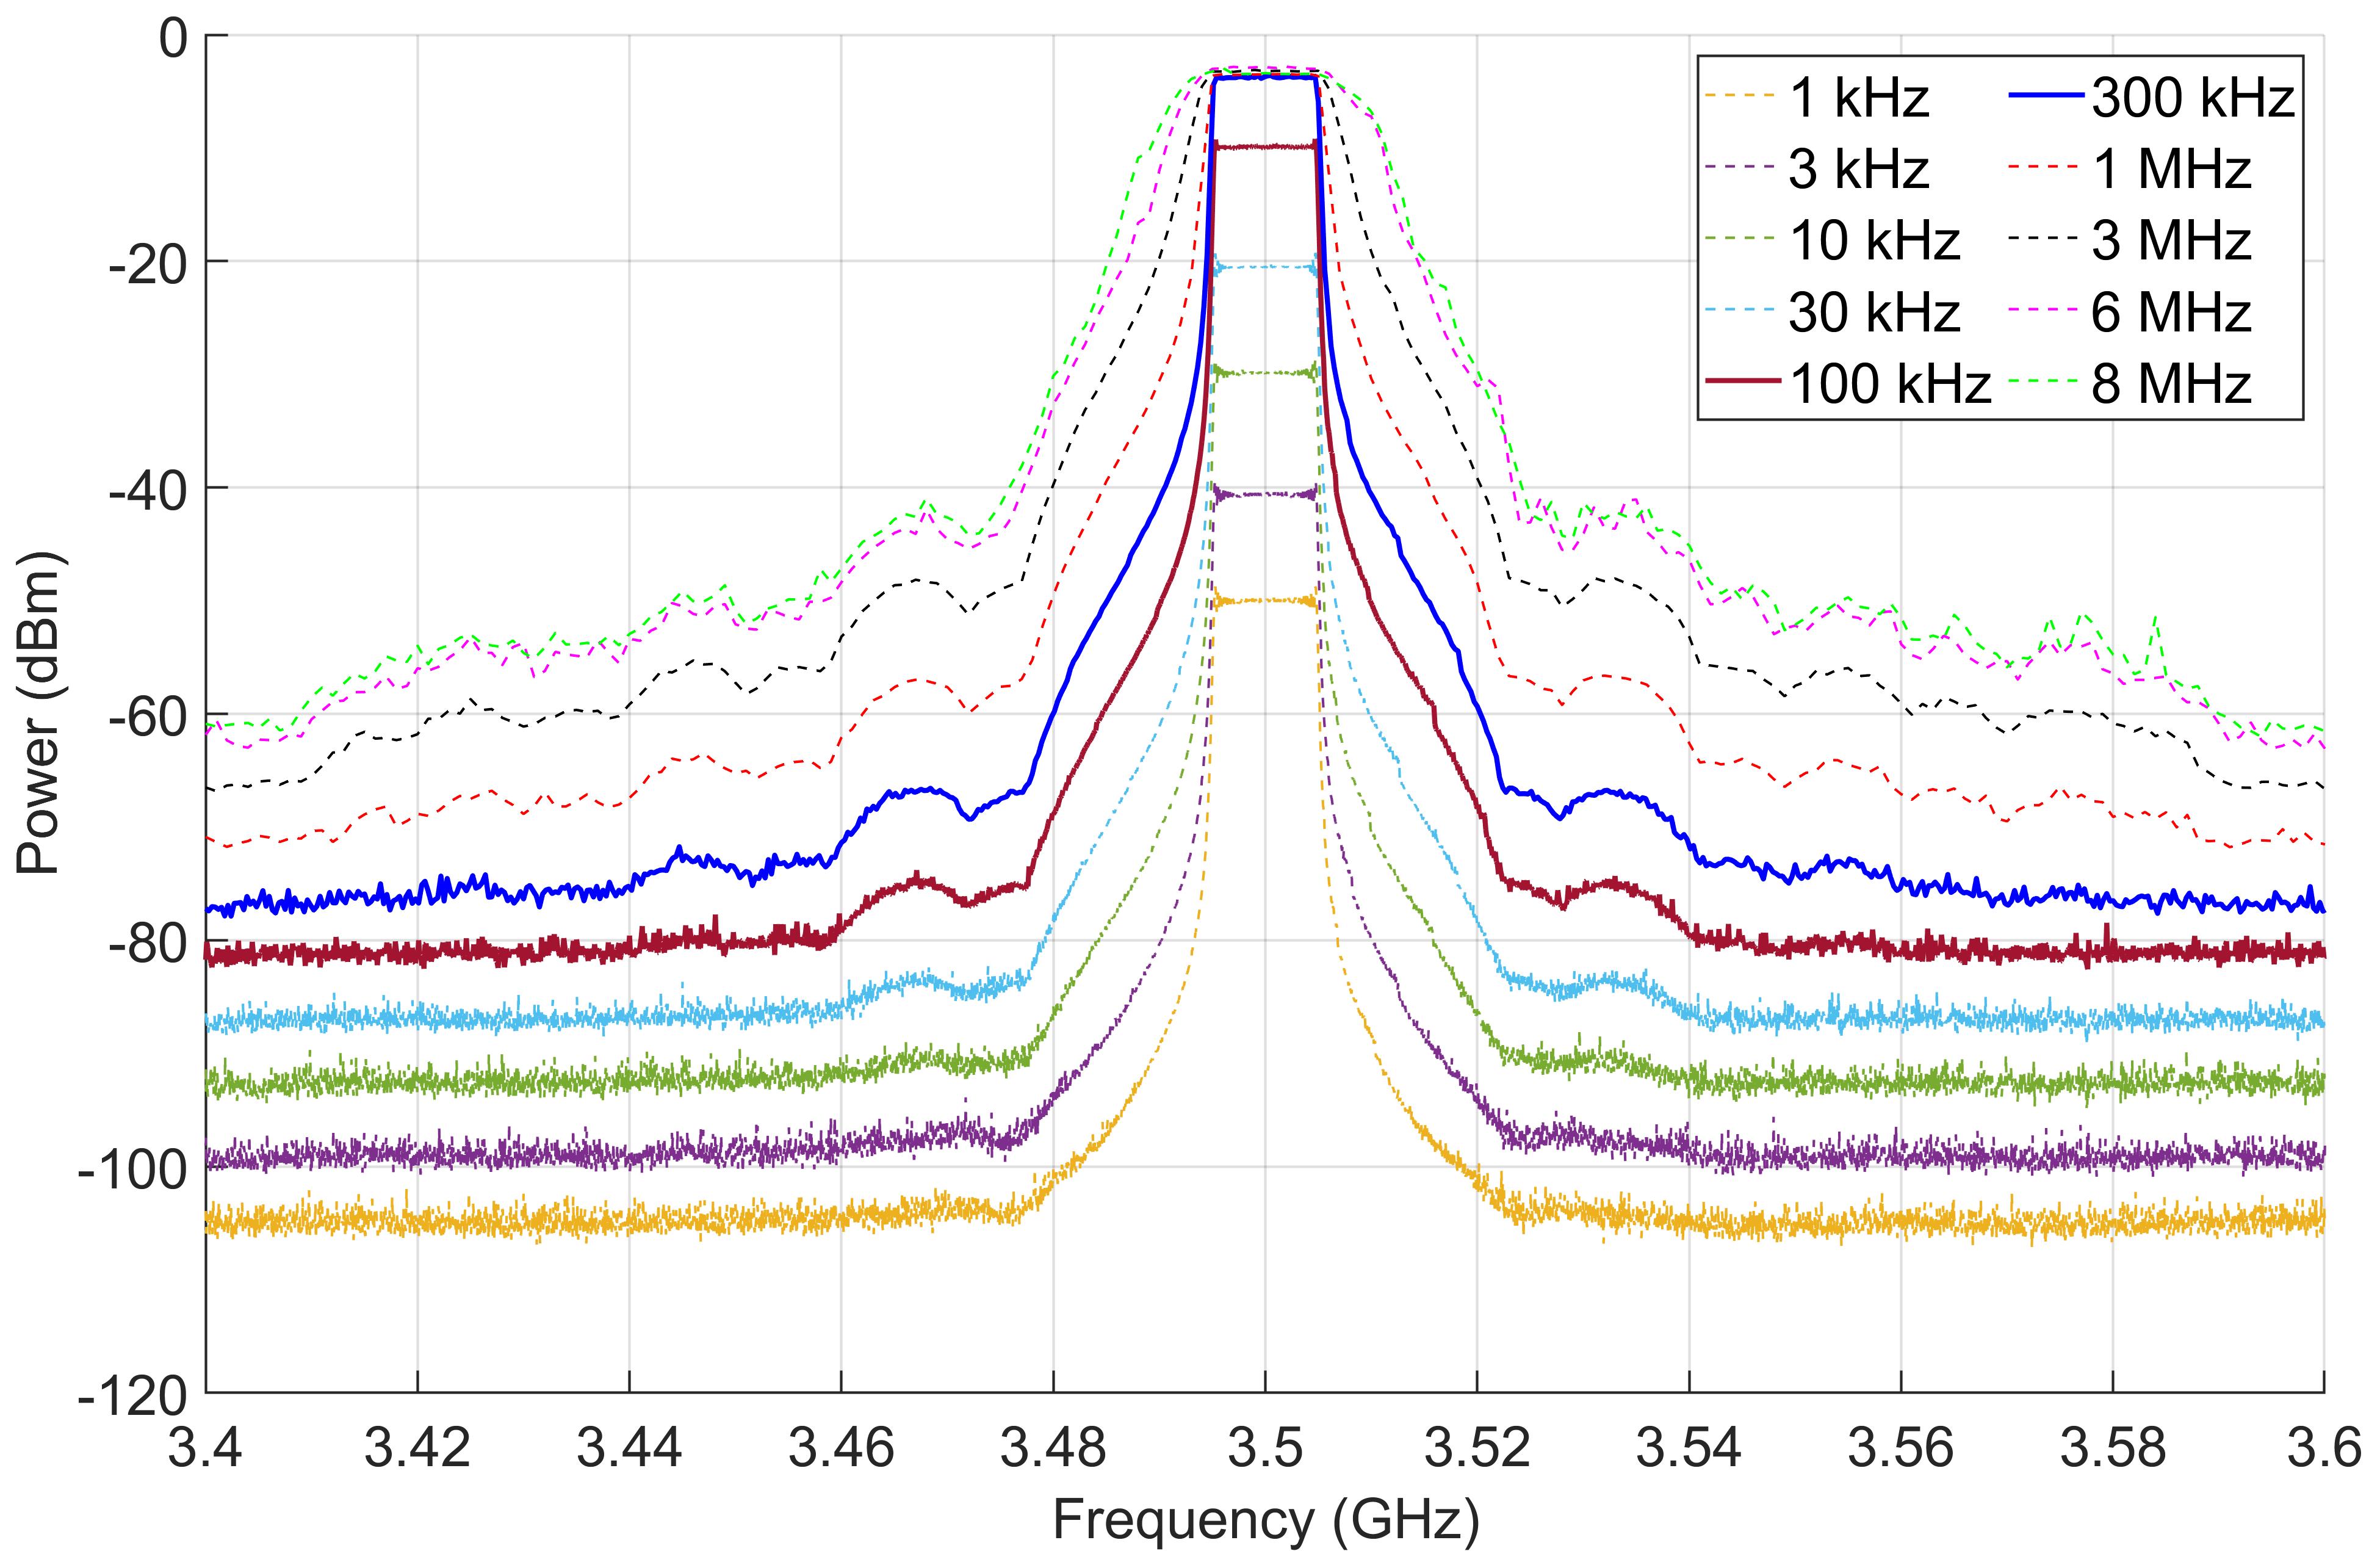 0
-20
-40
-60
-80
-100
-120
Power (dBm)
1 kHz
3 kHz
10 kHz
30 kHz
100 kHz
300 kHz
1 MHz
3 MHz
6 MHz
8 MHz
3.4 3.42 3.44 3.46 3.48 3.5 3.52 3.54 3.56 3.58 3.6
Frequency (GHz)